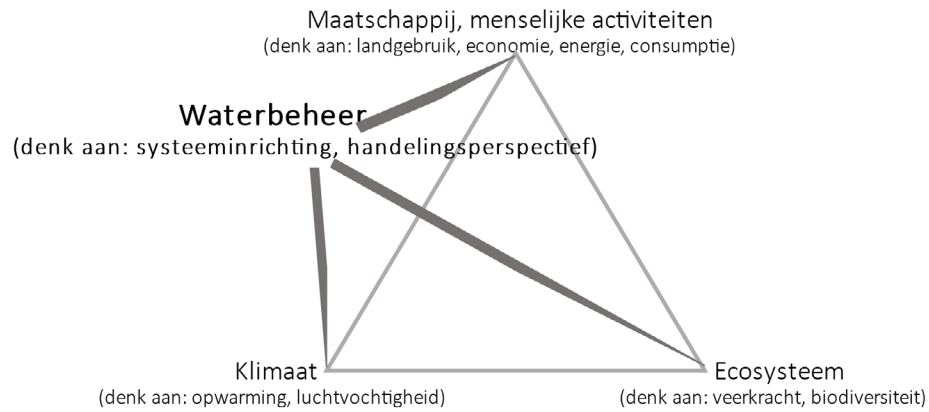 Maatschappij, menselijke activiteiten
(denk aan: landgebruik, economie, energie, consumptie)
Waterbeheer
(denk aan: systeeminrichting, handelingsperspectief)
Klimaat
(denk aan: opwarming, luchtvochtigheid)
Ecosysteem
(denk aan: veerkracht, biodiversiteit)